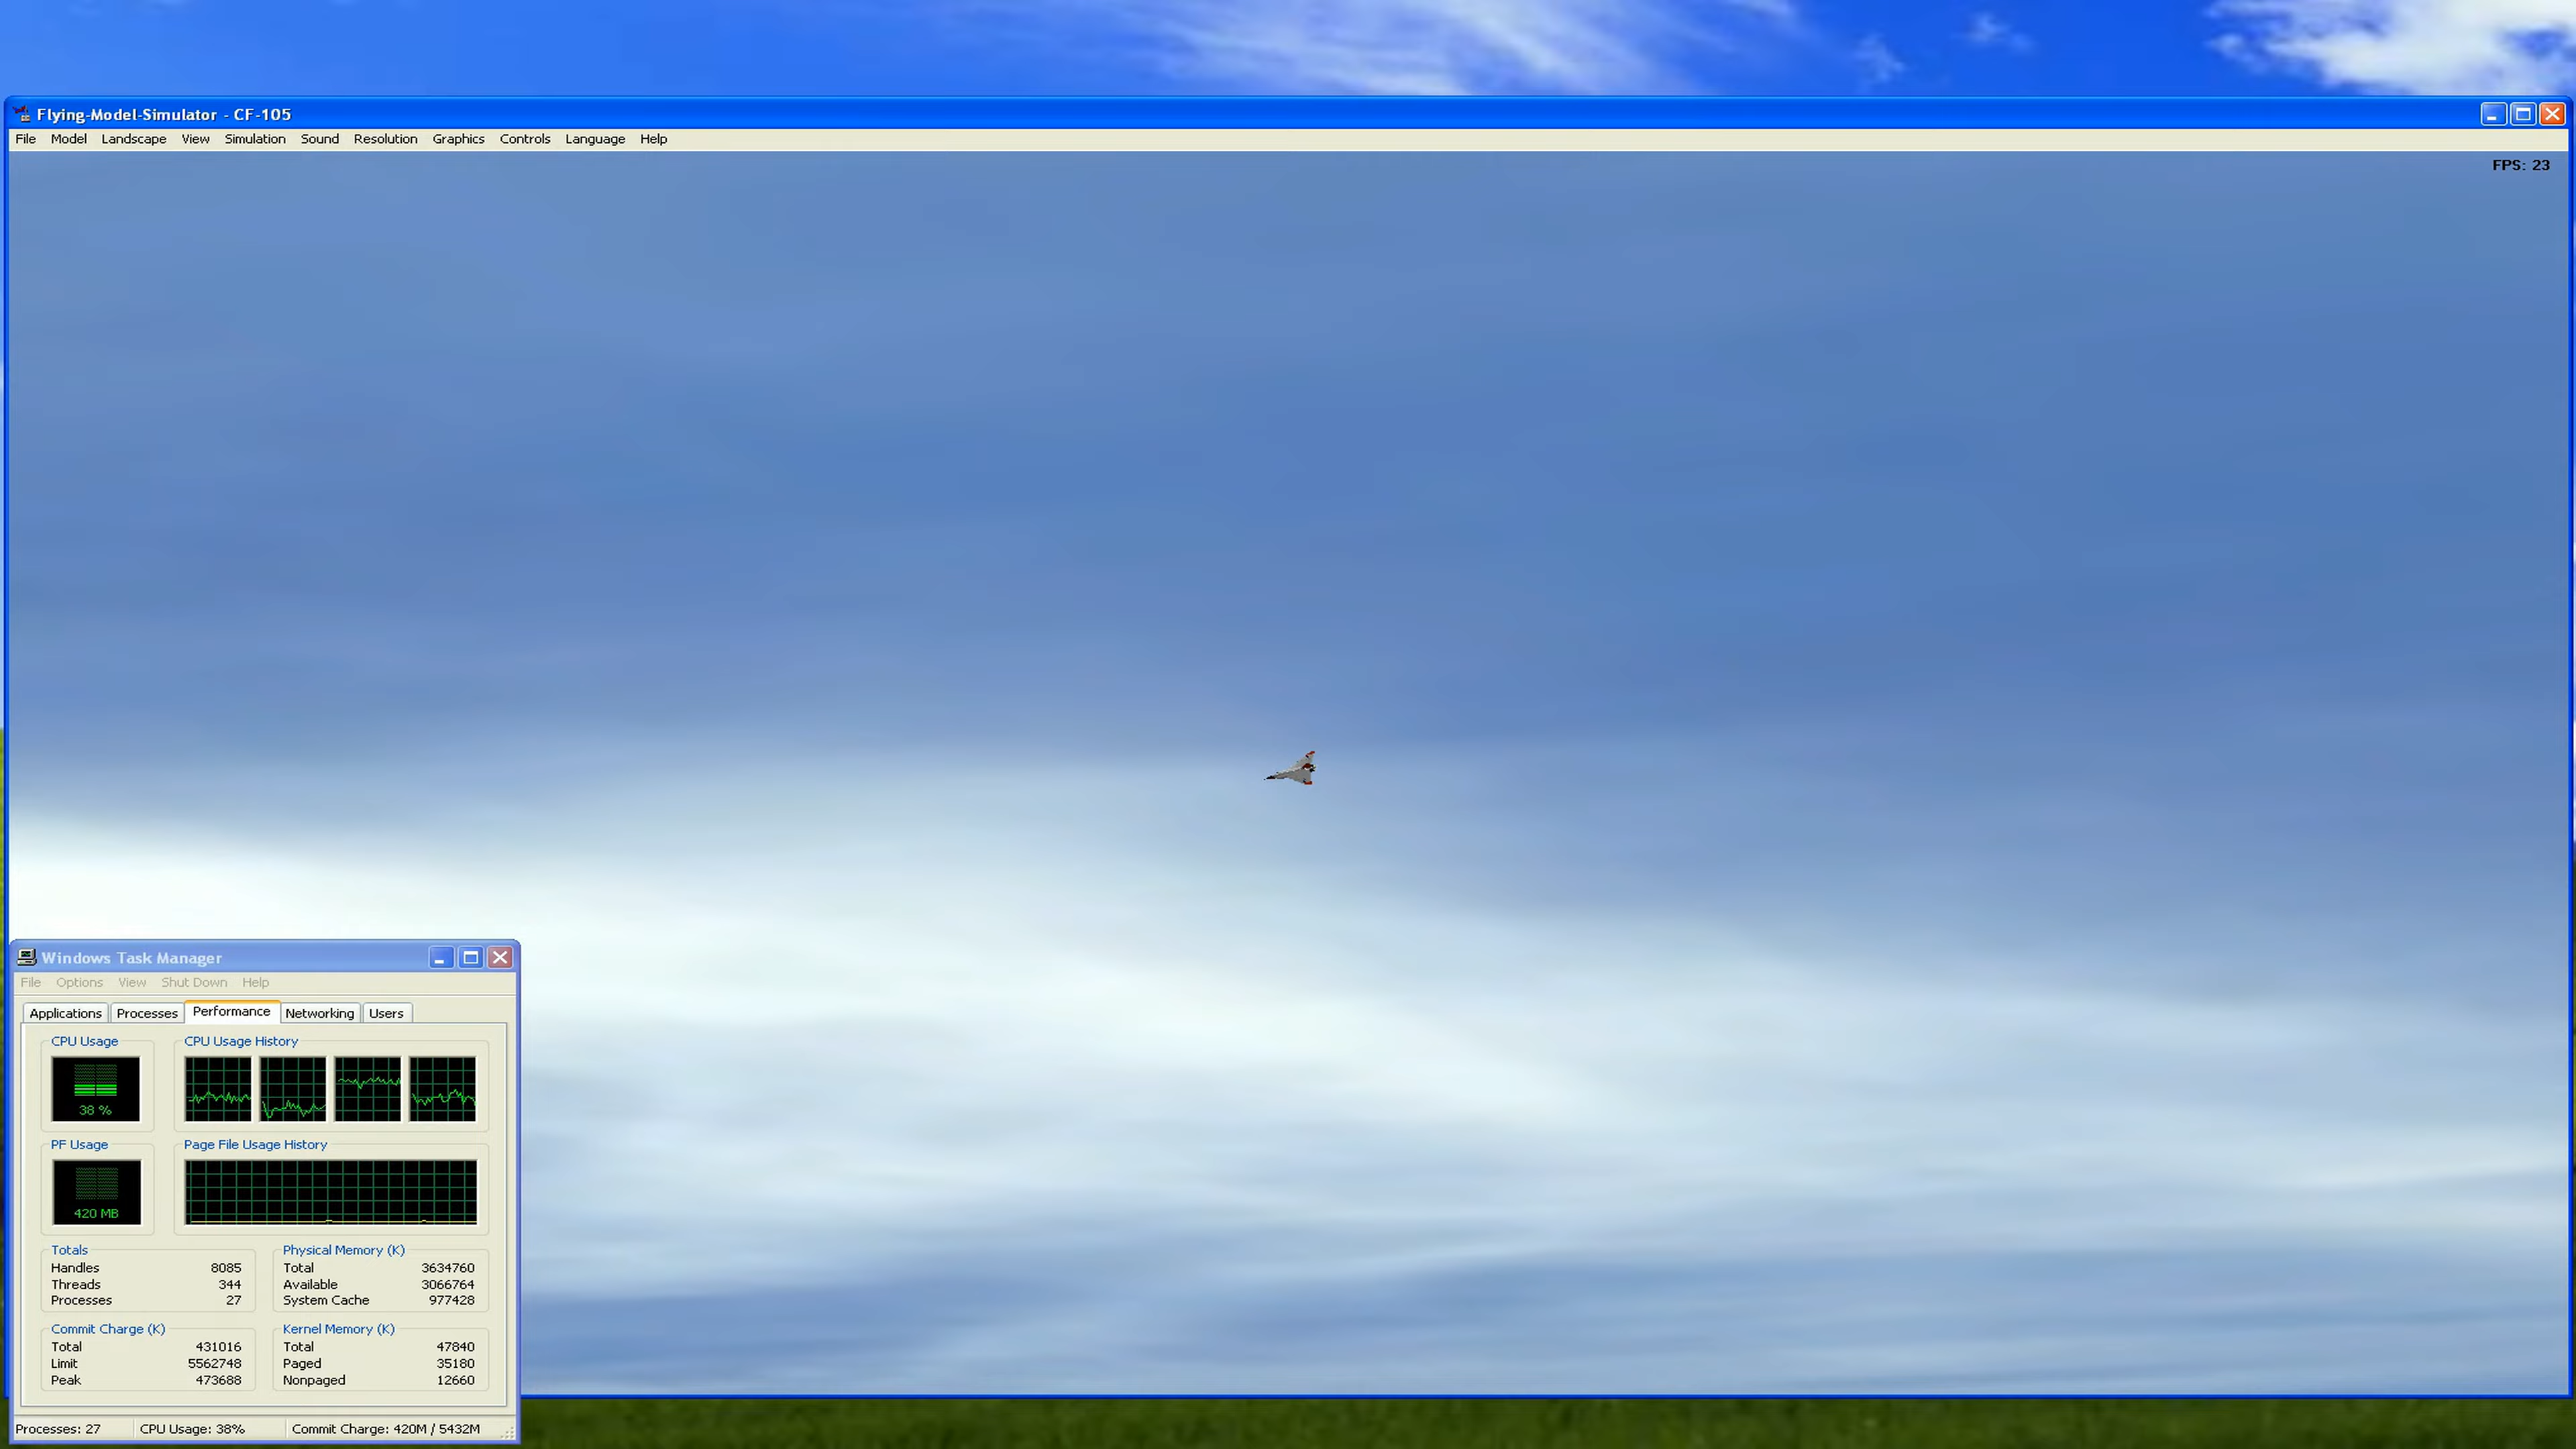 Flying-Model-Simulator - CF-105
File Model Landscape View Simulation Sound Resolution Graphics Controls Language Help
FPS: 23
Windows Task Manager
File Options View Shut Down Help
Applications Processes Performance Networking Users
CPU Usage
CPU Usage History
38 %
PF Usage
Page File Usage History
420 MB
Totals
Handles 8085
Threads 344
Processes 27
Physical Memory (K)
Total 3634760
Available 3066764
System Cache 977428
Commit Charge (K)
Total 431016
Limit 5562748
Peak 473688
Kernel Memory (K)
Total 47840
Paged 35180
Nonpaged 12660
Processes: 27 CPU Usage: 38% Commit Charge: 420M / 5432M